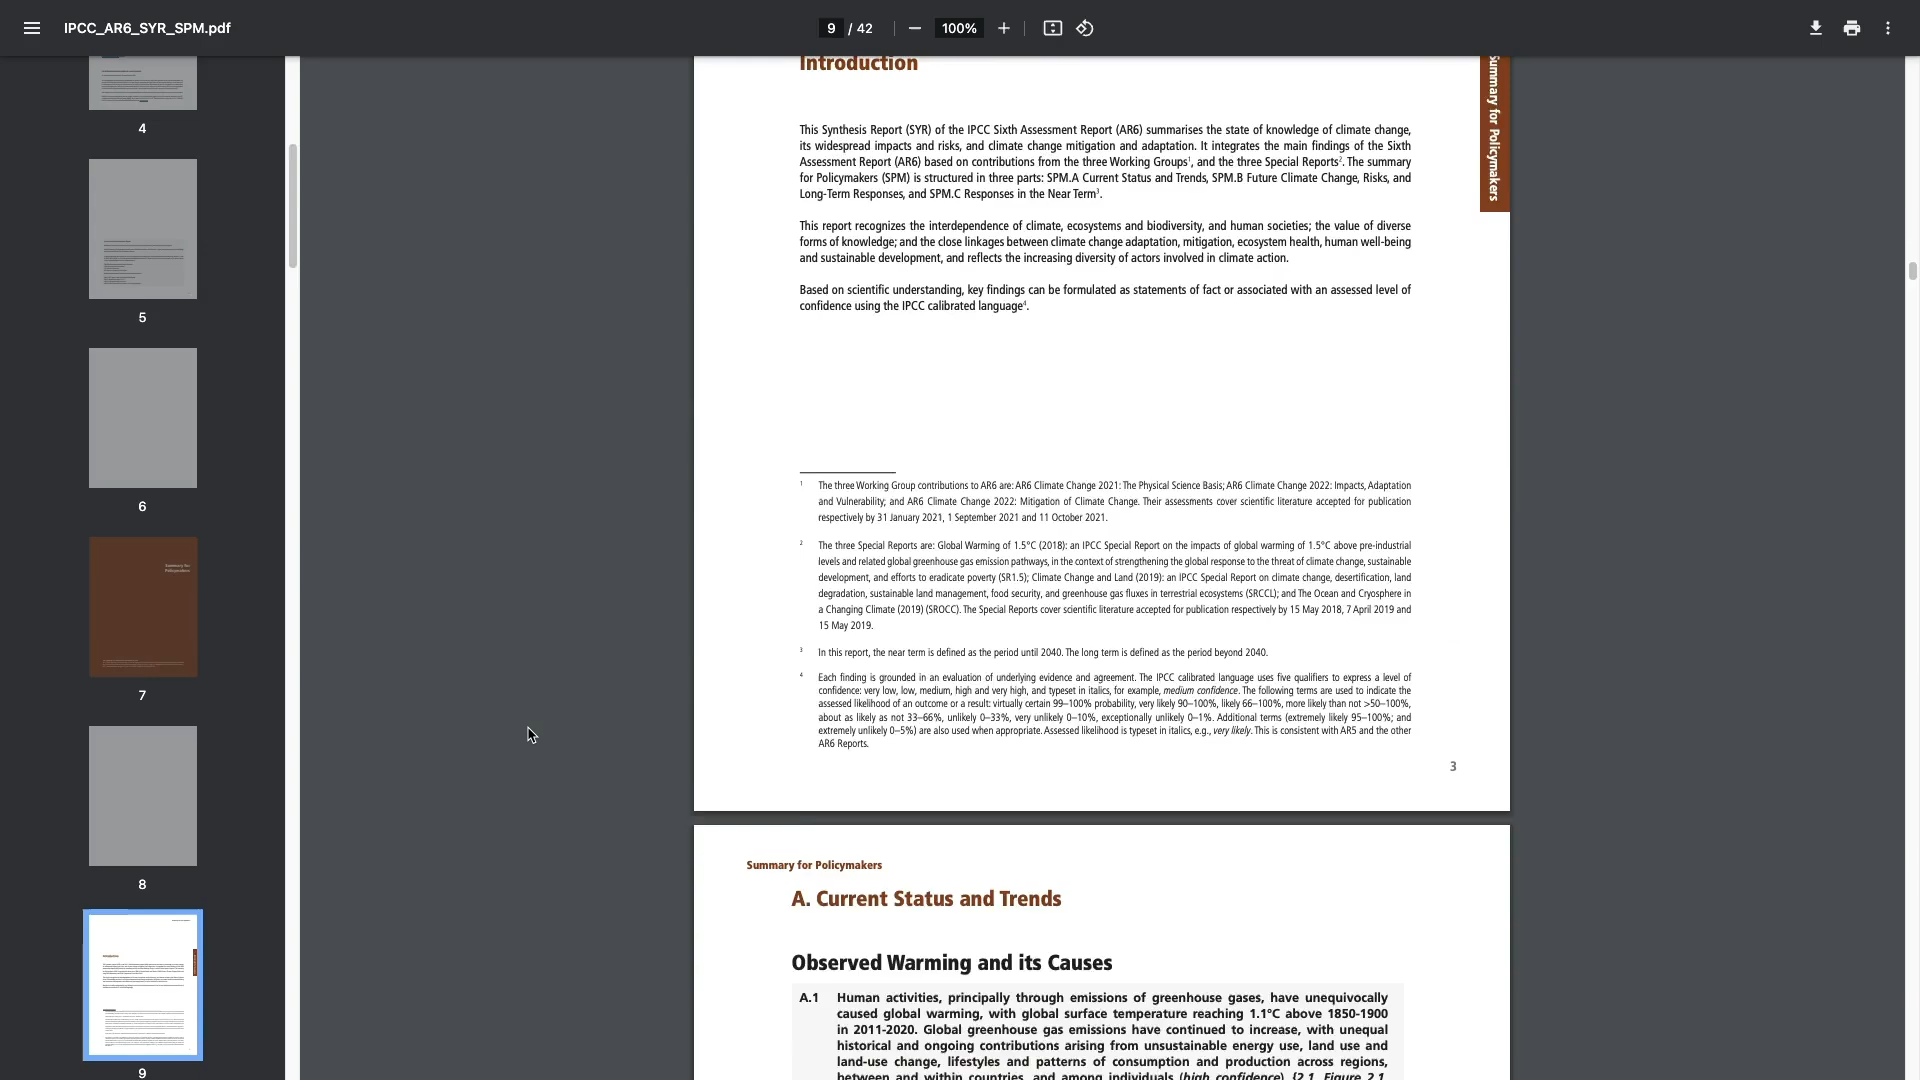 IPCC_AR6_SYR_SPM.pdf
9 / 42
100%
4
5
6
Summary for
Policymakers
7
8
9
Introduction
Summary for Policymakers
This Synthesis Report (SYR) of the IPCC Sixth Assessment Report (AR6) summarises the state of knowledge of climate change,
its widespread impacts and risks, and climate change mitigation and adaptation. It integrates the main findings of the Sixth
Assessment Report (AR6) based on contributions from the three Working Groups¹, and the three Special Reports². The summary
for Policymakers (SPM) is structured in three parts: SPM.A Current Status and Trends, SPM.B Future Climate Change, Risks, and
Long-Term Responses, and SPM.C Responses in the Near Term³.
This report recognizes the interdependence of climate, ecosystems and biodiversity, and human societies; the value of diverse
forms of knowledge; and the close linkages between climate change adaptation, mitigation, ecosystem health, human well-being
and sustainable development, and reflects the increasing diversity of actors involved in climate action.
Based on scientific understanding, key findings can be formulated as statements of fact or associated with an assessed level of
confidence using the IPCC calibrated language⁴.
1 The three Working Group contributions to AR6 are: AR6 Climate Change 2021: The Physical Science Basis; AR6 Climate Change 2022: Impacts, Adaptation
and Vulnerability; and AR6 Climate Change 2022: Mitigation of Climate Change. Their assessments cover scientific literature accepted for publication
respectively by 31 January 2021, 1 September 2021 and 11 October 2021.
2 The three Special Reports are: Global Warming of 1.5°C (2018): an IPCC Special Report on the impacts of global warming of 1.5°C above pre-industrial
levels and related global greenhouse gas emission pathways, in the context of strengthening the global response to the threat of climate change, sustainable
development, and efforts to eradicate poverty (SR1.5); Climate Change and Land (2019): an IPCC Special Report on climate change, desertification, land
degradation, sustainable land management, food security, and greenhouse gas fluxes in terrestrial ecosystems (SRCCL); and The Ocean and Cryosphere in
a Changing Climate (2019) (SROCC). The Special Reports cover scientific literature accepted for publication respectively by 15 May 2018, 7 April 2019 and
15 May 2019.
3 In this report, the near term is defined as the period until 2040. The long term is defined as the period beyond 2040.
4 Each finding is grounded in an evaluation of underlying evidence and agreement. The IPCC calibrated language uses five qualifiers to express a level of
confidence: very low, low, medium, high and very high, and typeset in italics, for example, medium confidence. The following terms are used to indicate the
assessed likelihood of an outcome or a result: virtually certain 99–100% probability, very likely 90–100%, likely 66–100%, more likely than not >50–100%,
about as likely as not 33–66%, unlikely 0–33%, very unlikely 0–10%, exceptionally unlikely 0–1%. Additional terms (extremely likely 95–100%; and
extremely unlikely 0–5%) are also used when appropriate. Assessed likelihood is typeset in italics, e.g., very likely. This is consistent with AR5 and the other
AR6 Reports.
3
Summary for Policymakers
A. Current Status and Trends
Observed Warming and its Causes
A.1 Human activities, principally through emissions of greenhouse gases, have unequivocally
caused global warming, with global surface temperature reaching 1.1°C above 1850-1900
in 2011-2020. Global greenhouse gas emissions have continued to increase, with unequal
historical and ongoing contributions arising from unsustainable energy use, land use and
land-use change, lifestyles and patterns of consumption and production across regions,
between and within countries, and among individuals (high confidence). {2.1, Figure 2.1,